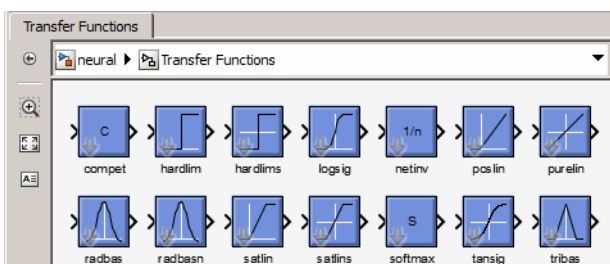 Transfer Functions
neural Transfer Functions
C 1/n
compet hardlim hardlims logsig netinv poslin purelin
S
radbas radbasn satlin satlins softmax tansig tribas